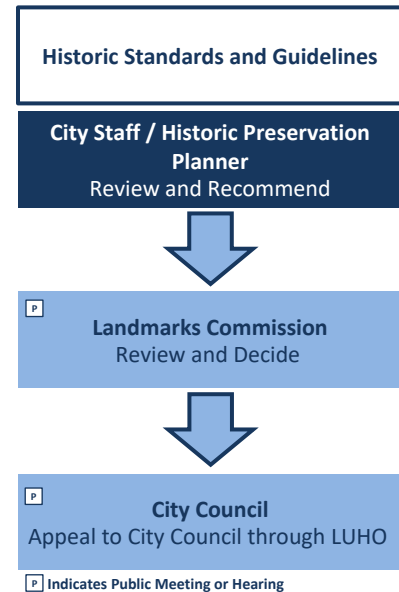 Historic Standards and Guidelines
City Staff / Historic Preservation
Planner
Review and Recommend
P
Landmarks Commission
Review and Decide
P
City Council
Appeal to City Council through LUHO
P Indicates Public Meeting or Hearing